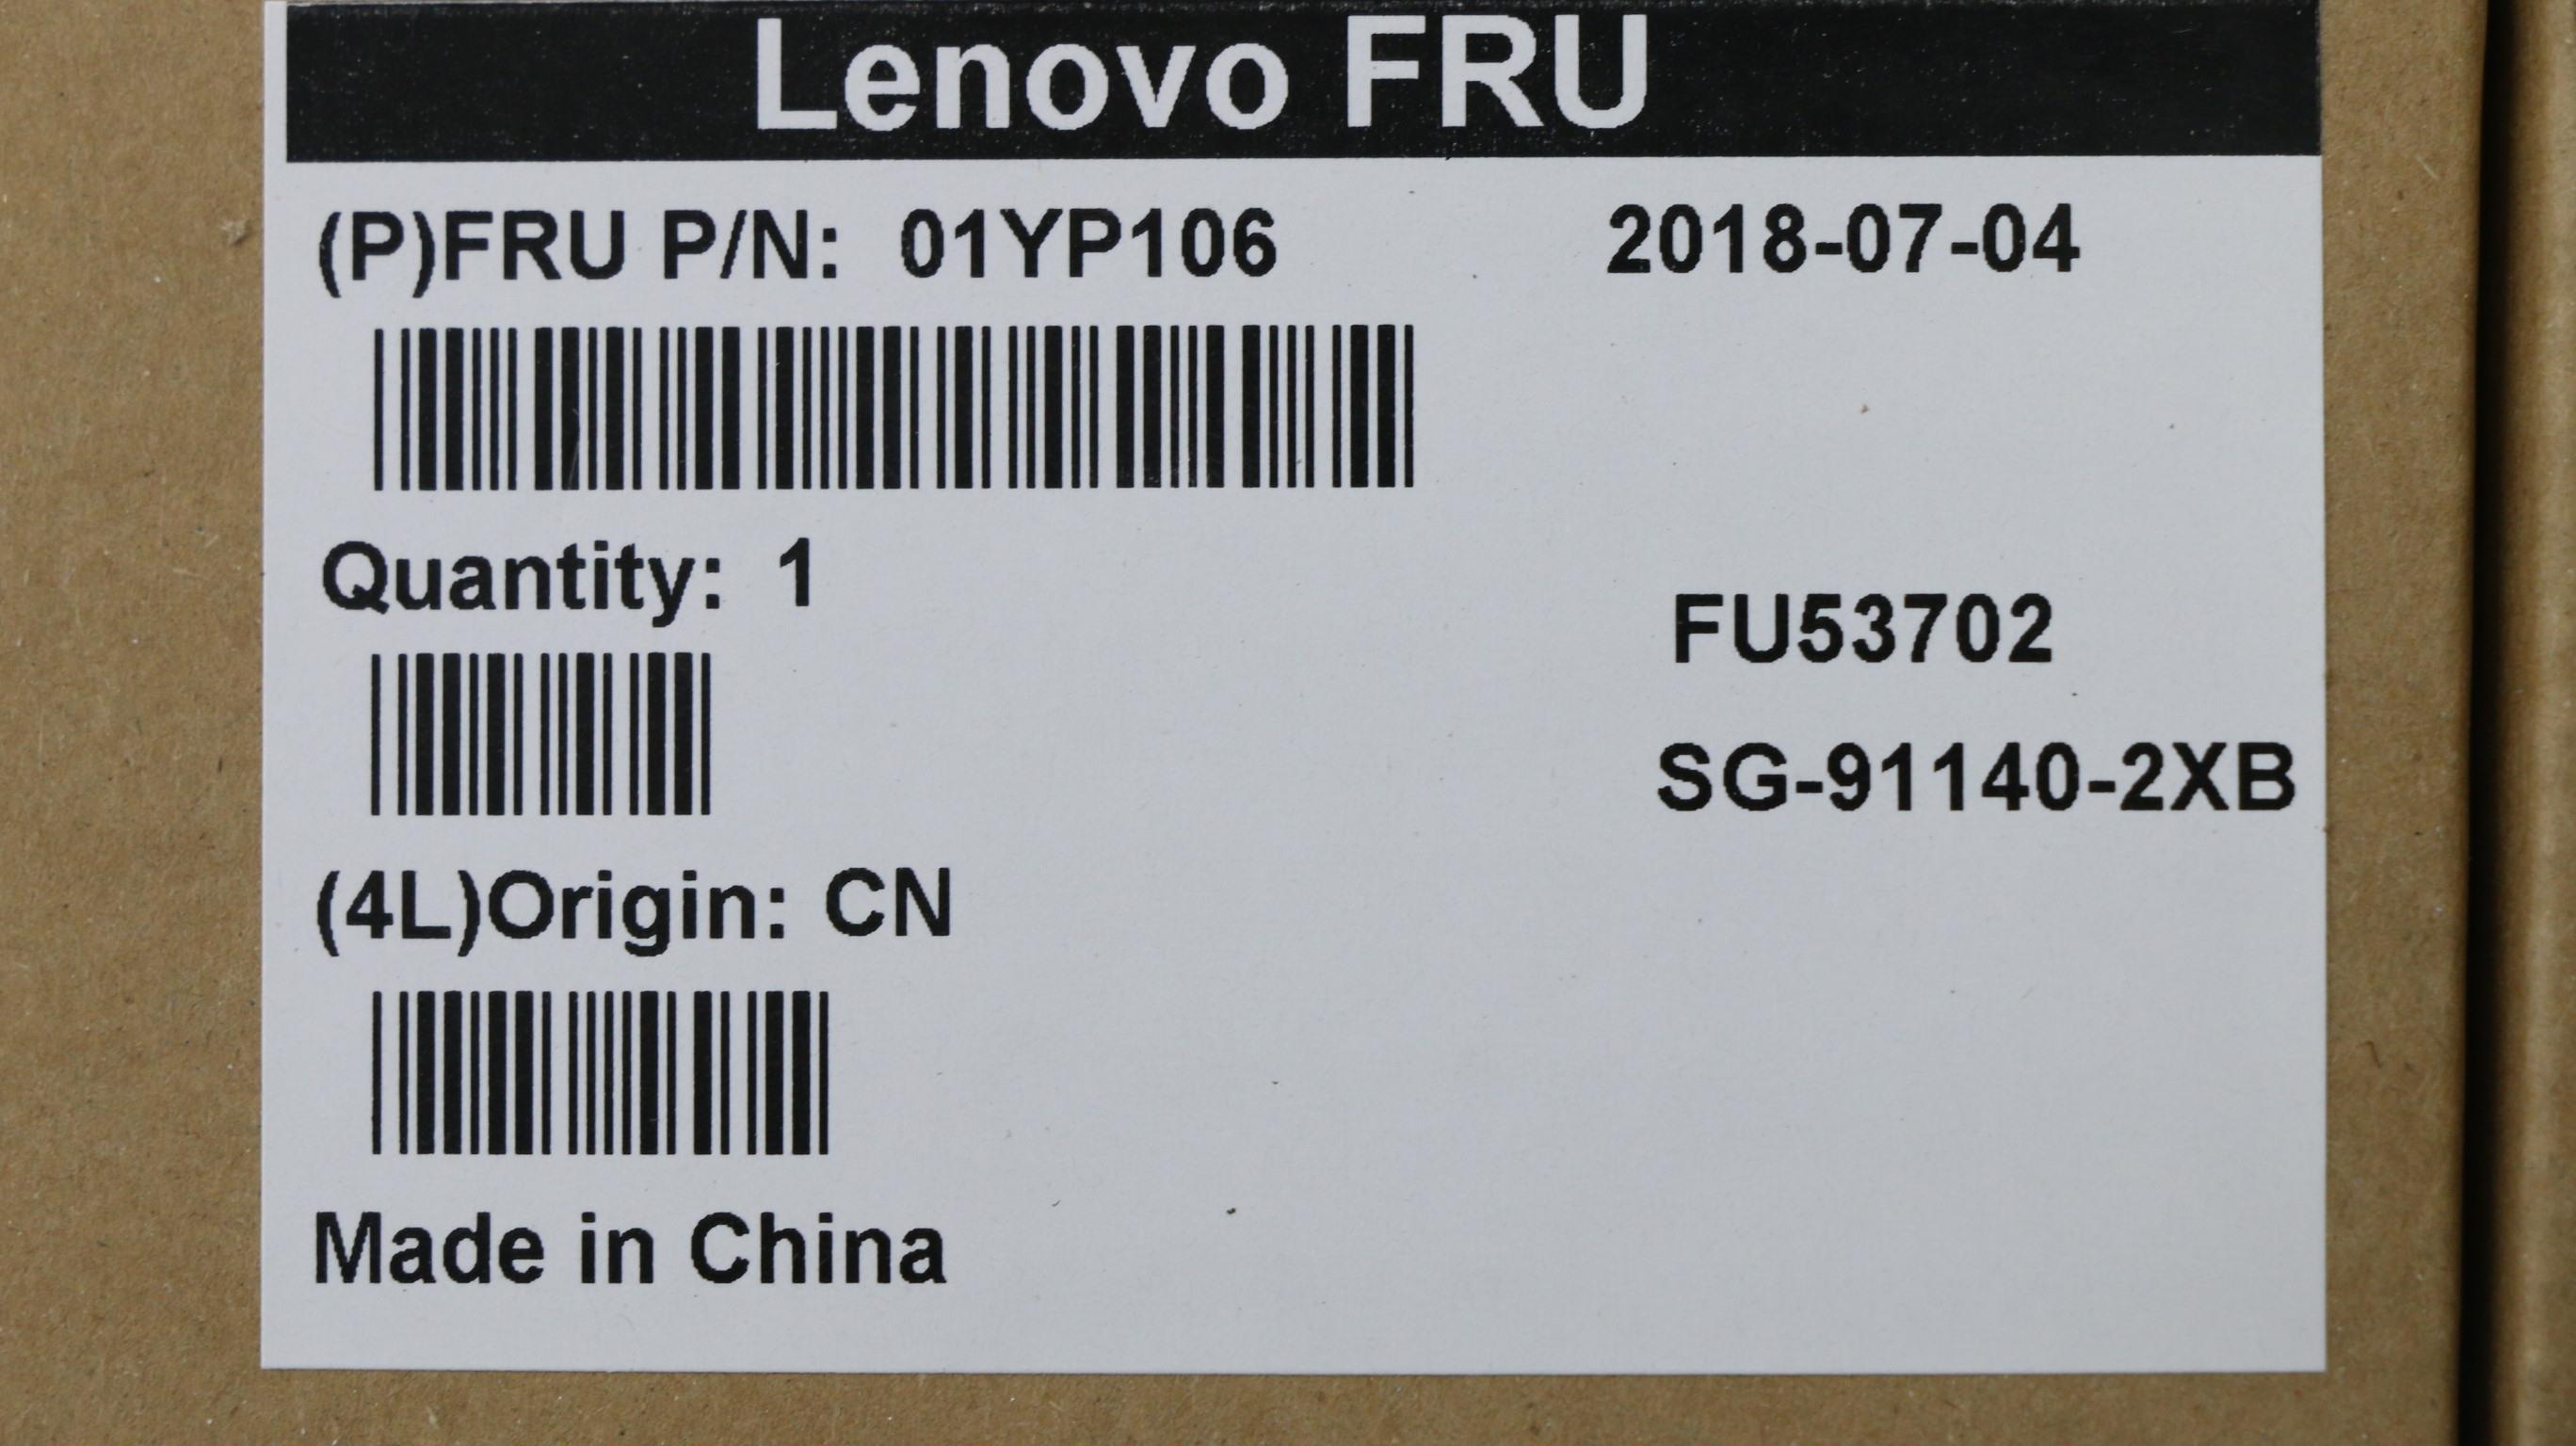 Lenovo FRU
(P)FRU P/N: 01YP106 2018-07-04
Quantity: 1
FU53702
SG-91140-2XB
(4L)Origin: CN
Made in China